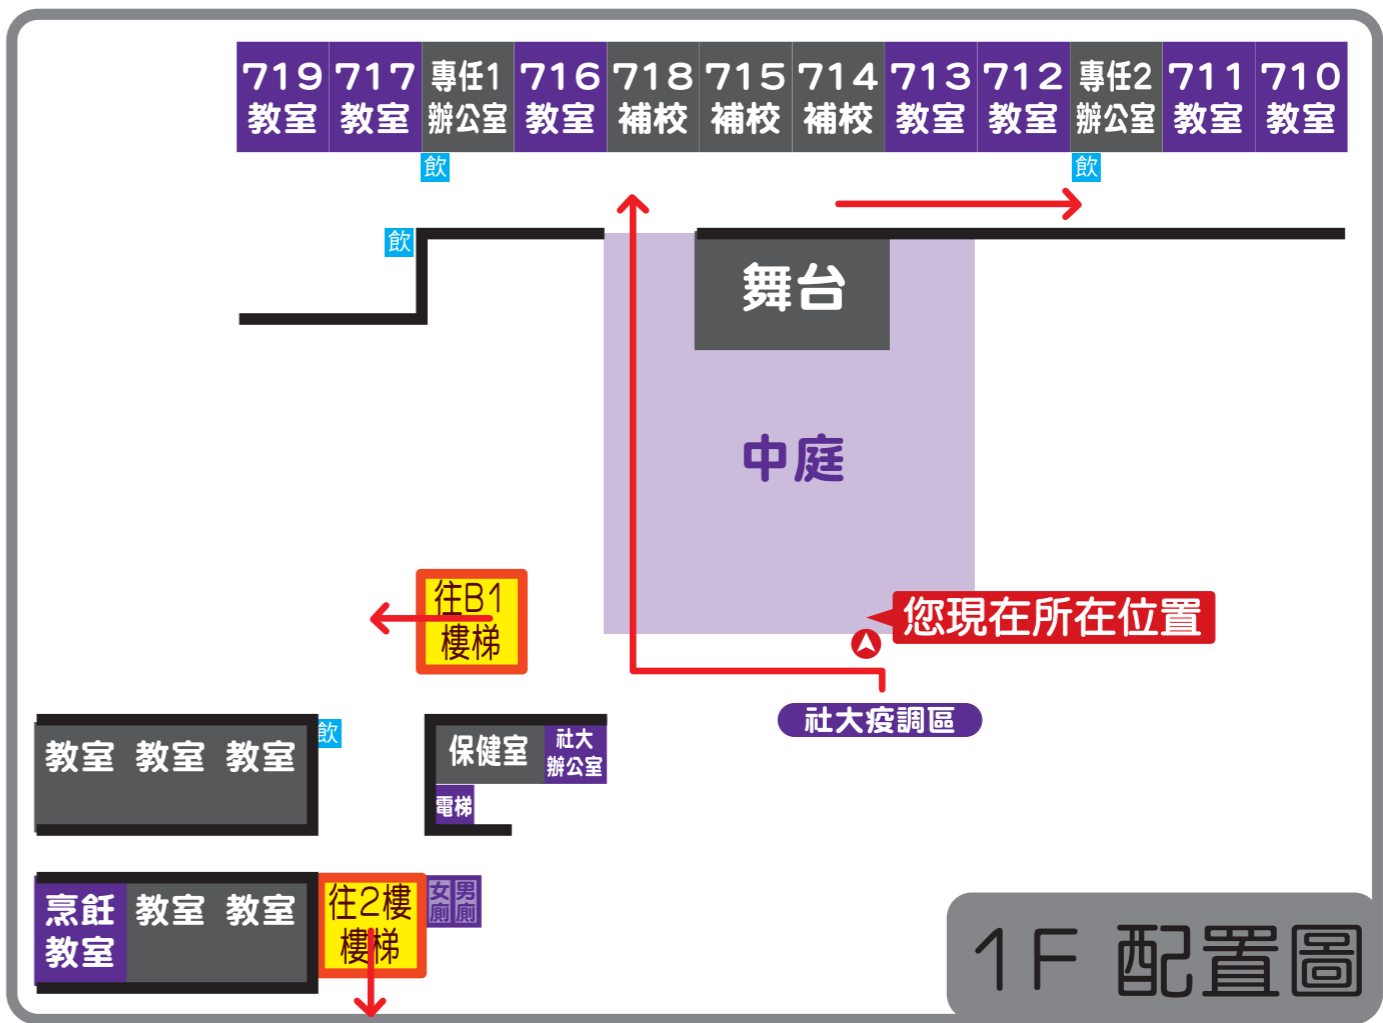 719 717 專任1 716 718 715 714 713 712 專任2 711 710
教室 教室 辦公室 教室 補校 補校 補校 教室 教室 辦公室 教室 教室
飲 飲
飲
舞台
中庭
往B1
樓梯
您現在所在位置
社大疫調區
教室 教室 教室
飲
保健室
社大
辦公室
電梯
烹飪
教室
教室 教室
往2樓
樓梯
女廁
男廁
1F 配置圖